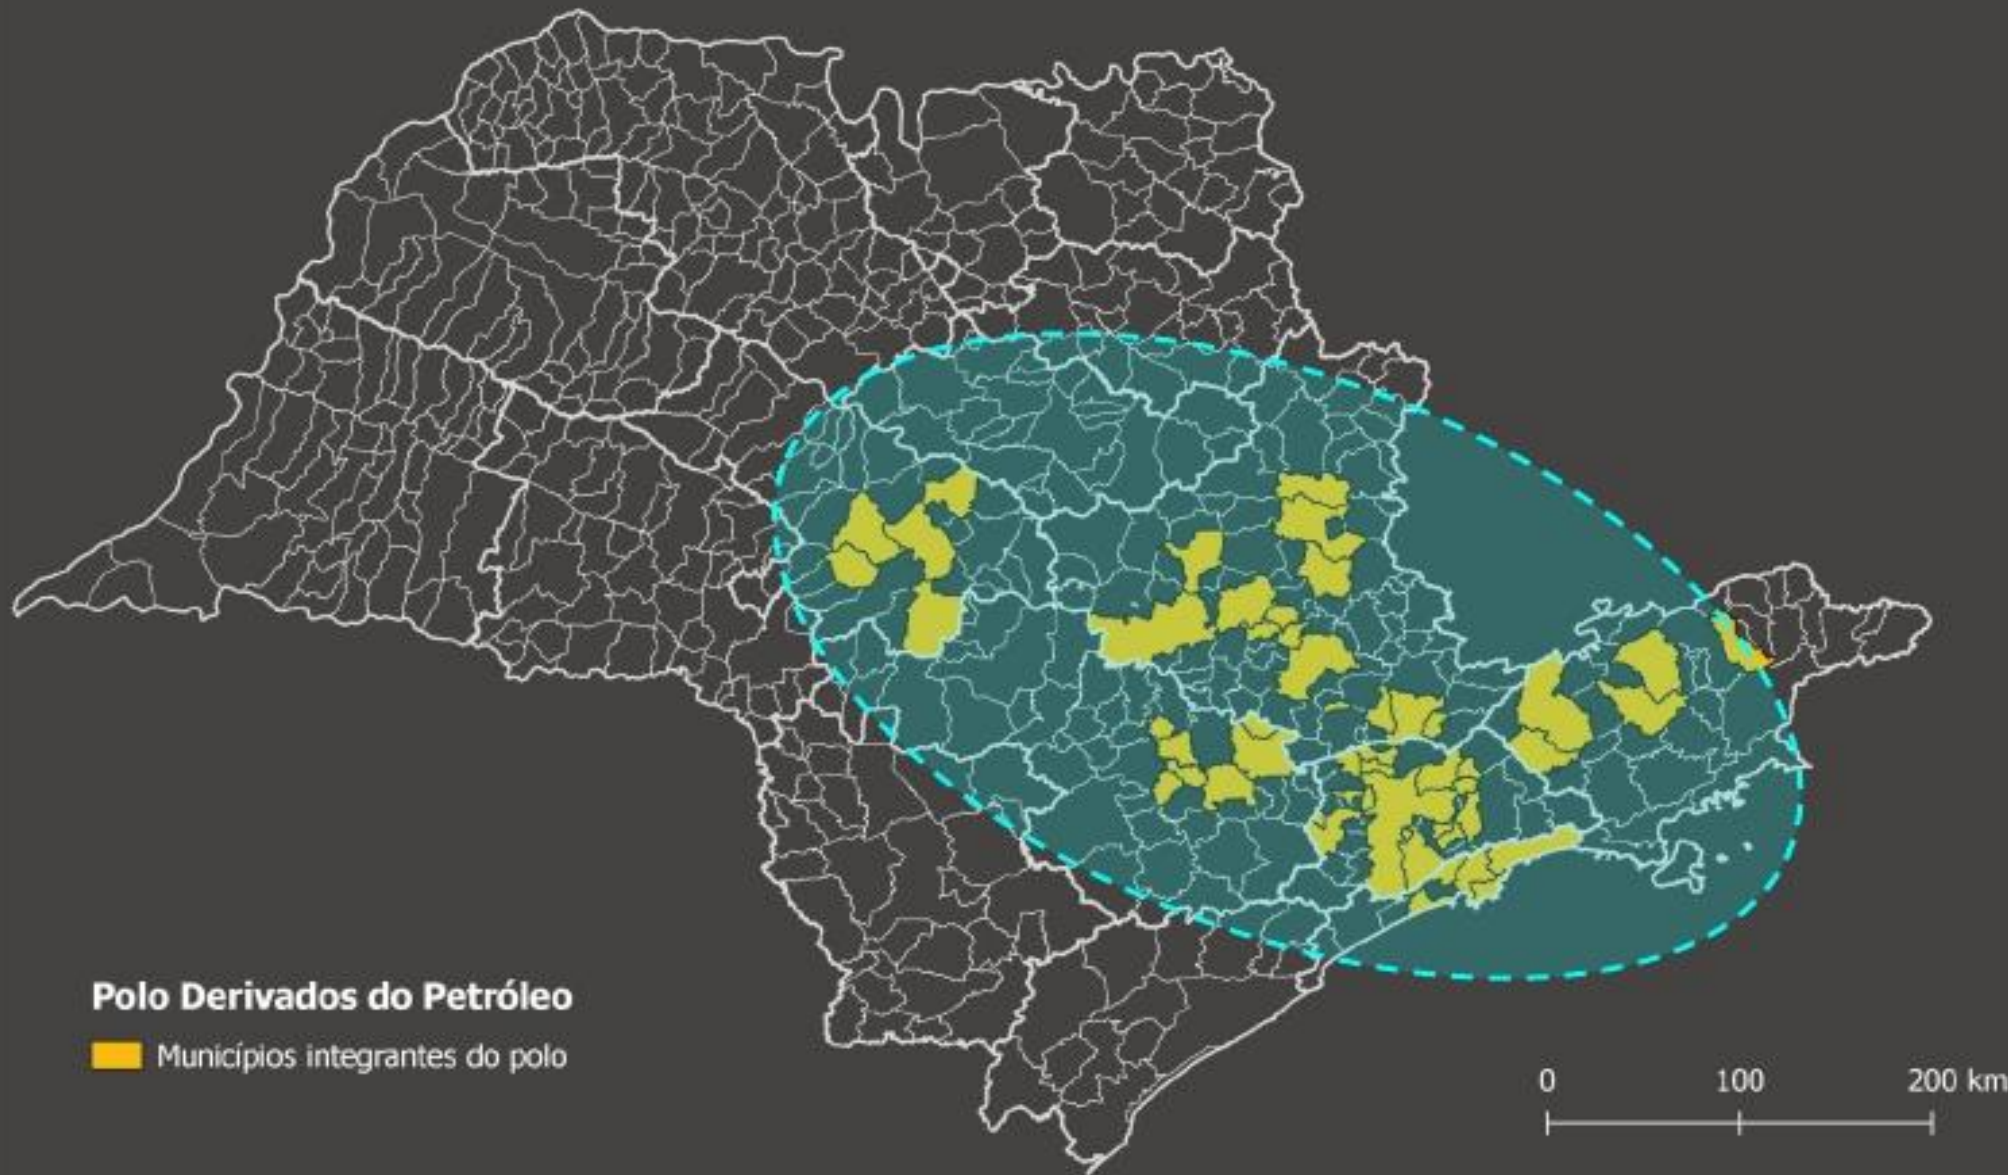 Polo Derivados do Petróleo
Municípios integrantes do polo
0 100 200 km